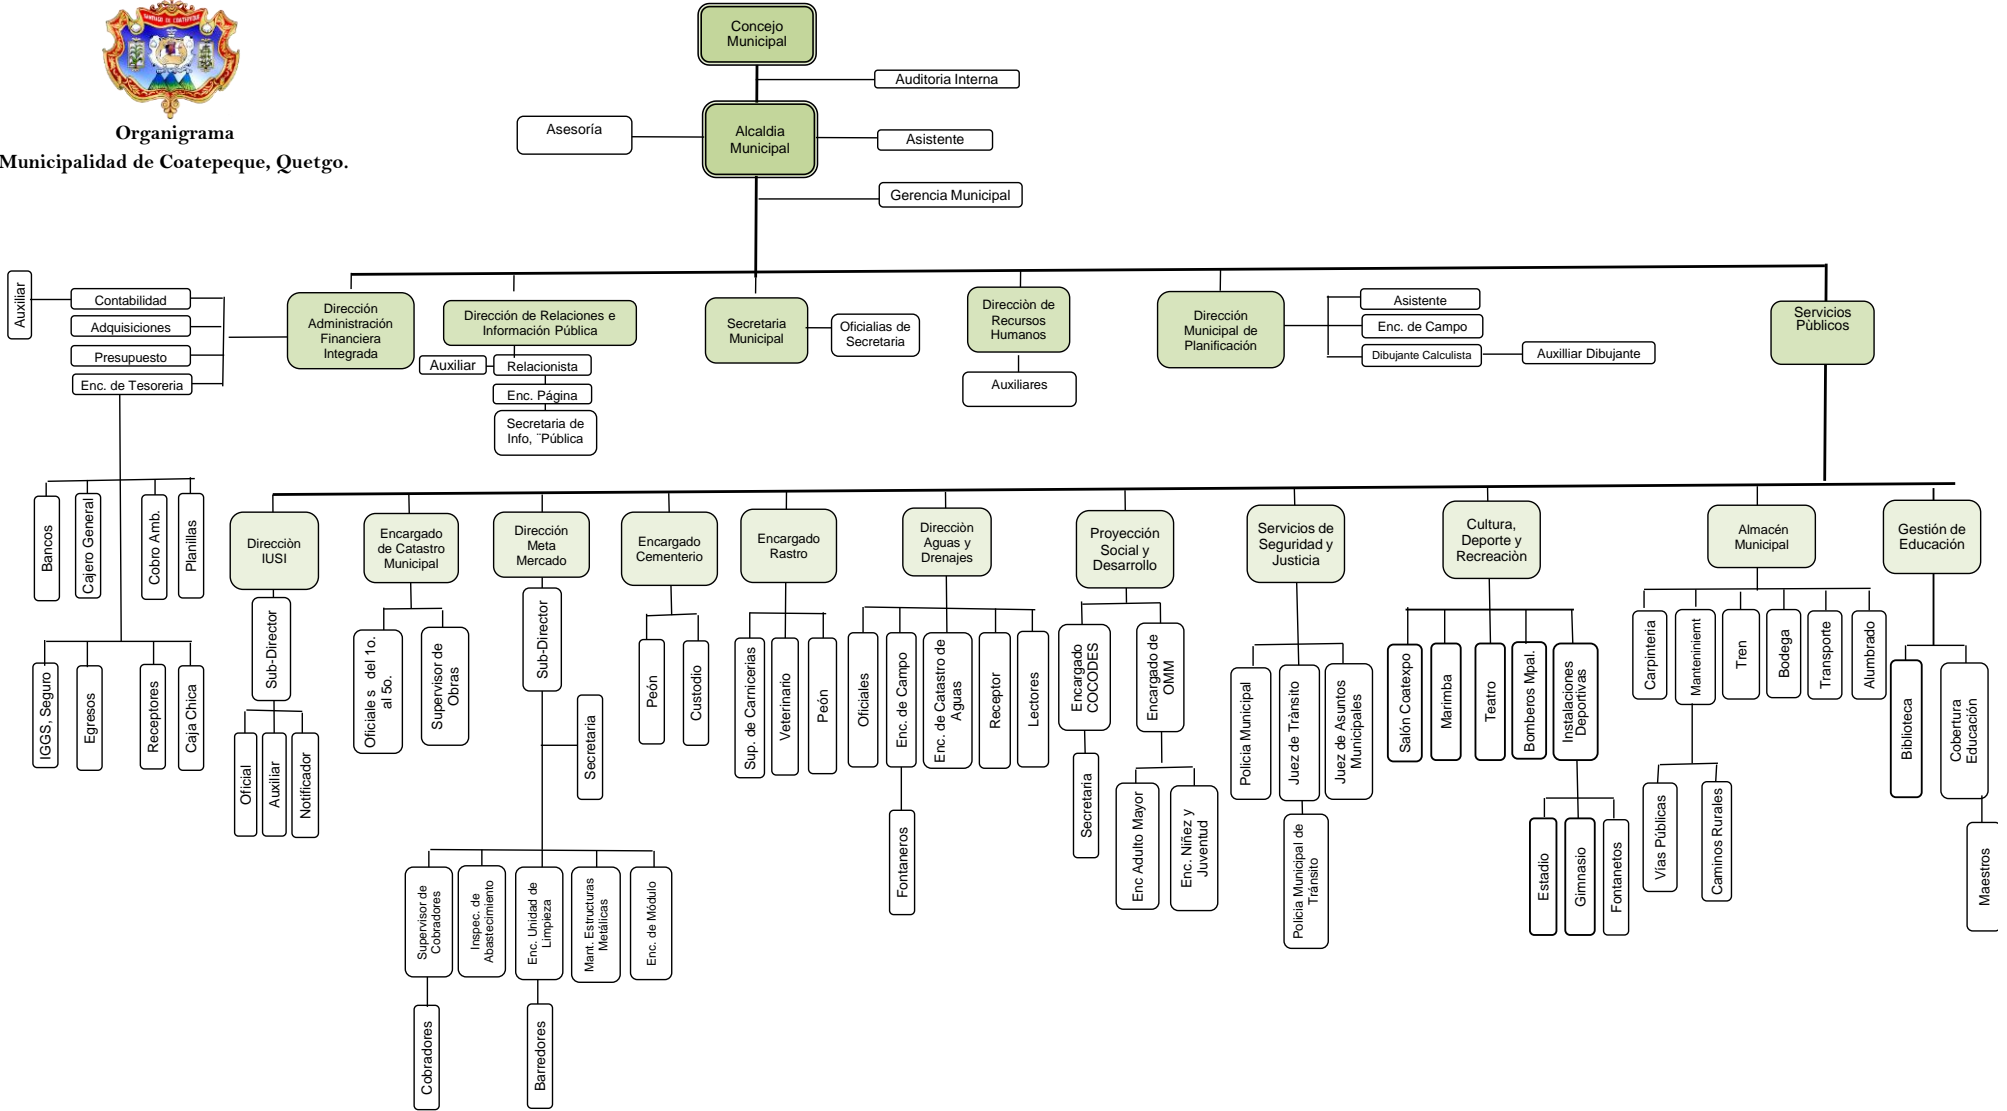 SANTIAGO DE COATEPEQUE
Organigrama
Municipalidad de Coatepeque, Quetgo.
Concejo
Municipal
Auditoria Interna
Asesoría
Alcaldia
Municipal
Asistente
Gerencia Municipal
Auxiliar
Contabilidad
Adquisiciones
Presupuesto
Enc. de Tesoreria
Dirección
Administración
Financiera
Integrada
Dirección de Relaciones e
Información Pública
Auxiliar
Relacionista
Enc. Página
Secretaria de
Info, ¨Pública
Secretaria
Municipal
Oficialias de
Secretaria
Direcciòn de
Recursos
Humanos
Auxiliares
Dirección
Municipal de
Planificación
Asistente
Enc. de Campo
Dibujante Calculista
Auxilliar Dibujante
Servicios
Pùblicos
Bancos
Cajero General
Cobro Amb.
Planillas
IGGS, Seguro
Egresos
Receptores
Caja Chica
Direcciòn
IUSI
Sub-Director
Oficial
Auxiliar
Notificador
Encargado
de Catastro
Municipal
Oficiale s del 1o.
al 5o.
Supervisor de
Obras
Dirección
Meta
Mercado
Sub-Director
Secretaria
Supervisor de
Cobradores
Inspec. de
Abastecimiento
Enc. Unidad de
Limpieza
Mant. Estructuras
Metálicas
Enc. de Módulo
Cobradores
Barredores
Encargado
Cementerio
Peón
Custodio
Encargado
Rastro
Sup. de Carnicerias
Veterinario
Peón
Direcciòn
Aguas y
Drenajes
Oficiales
Enc. de Campo
Enc. de Catastro de
Aguas
Receptor
Lectores
Fontaneros
Proyección
Social y
Desarrollo
Encargado
COCODES
Encargado de
OMM
Secretaria
Enc Adulto Mayor
Enc. Niñez y
Juventud
Servicios de
Seguridad y
Justicia
Policia Municipal
Juez de Trànsito
Juez de Asuntos
Municipales
Policia Municipal de
Tránsito
Cultura,
Deporte y
Recreaciòn
Salón Coatexpo
Marimba
Teatro
Bomberos Mpal.
Instalaciones
Deportivas
Estadio
Gimnasio
Fontanetos
Almacén
Municipal
Carpinteria
Manteniniemt
Tren
Bodega
Transporte
Alumbrado
Vías Públicas
Caminos Rurales
Gestión de
Educación
Biblioteca
Cobertura
Educación
Maestros